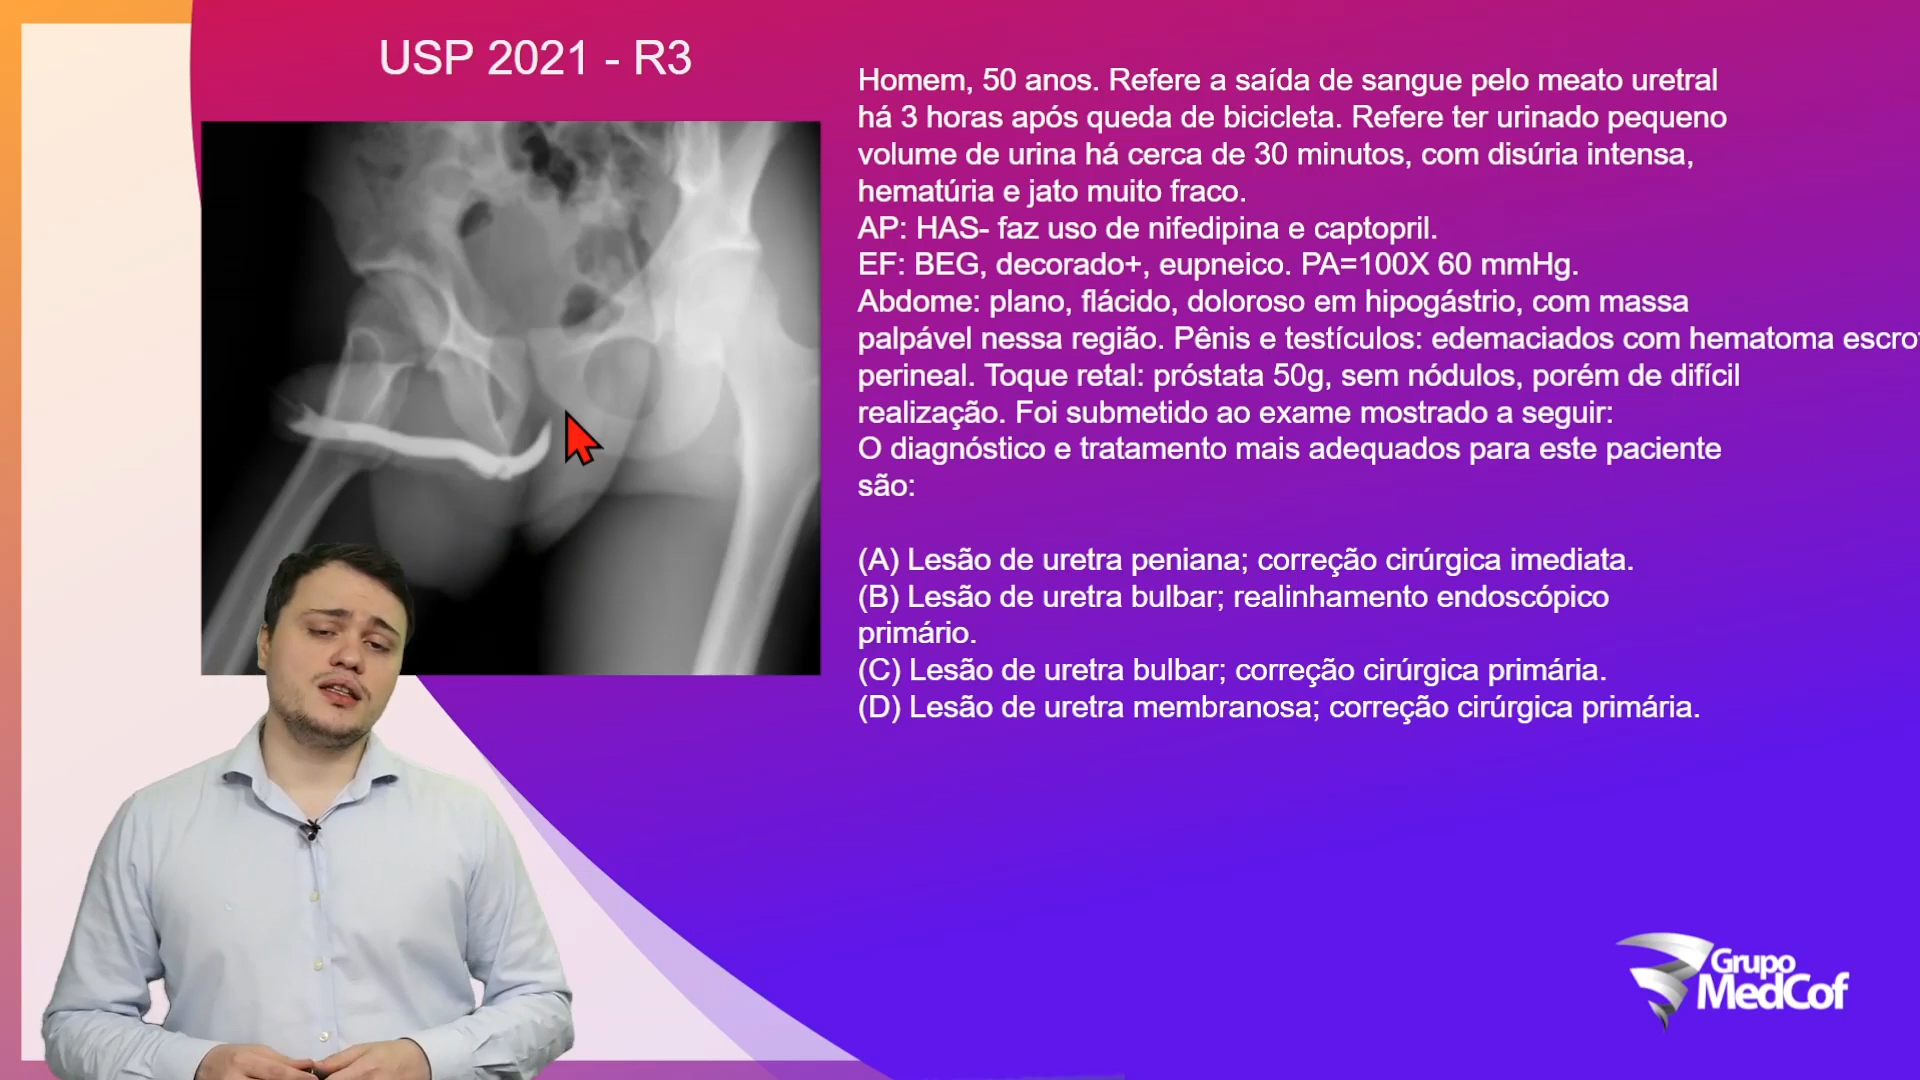 USP 2021 - R3
Homem, 50 anos. Refere a saída de sangue pelo meato uretral
há 3 horas após queda de bicicleta. Refere ter urinado pequeno
volume de urina há cerca de 30 minutos, com disúria intensa,
hematúria e jato muito fraco.
AP: HAS- faz uso de nifedipina e captopril.
EF: BEG, decorado+, eupneico. PA=100X 60 mmHg.
Abdome: plano, flácido, doloroso em hipogástrio, com massa
palpável nessa região. Pênis e testículos: edemaciados com hematoma
perineal. Toque retal: próstata 50g, sem nódulos, porém de difícil
realização. Foi submetido ao exame mostrado a seguir:
O diagnóstico e tratamento mais adequados para este paciente
são:
(A) Lesão de uretra peniana; correção cirúrgica imediata.
(B) Lesão de uretra bulbar; realinhamento endoscópico
primário.
(C) Lesão de uretra bulbar; correção cirúrgica primária.
(D) Lesão de uretra membranosa; correção cirúrgica primária.
Grupo
MedCof